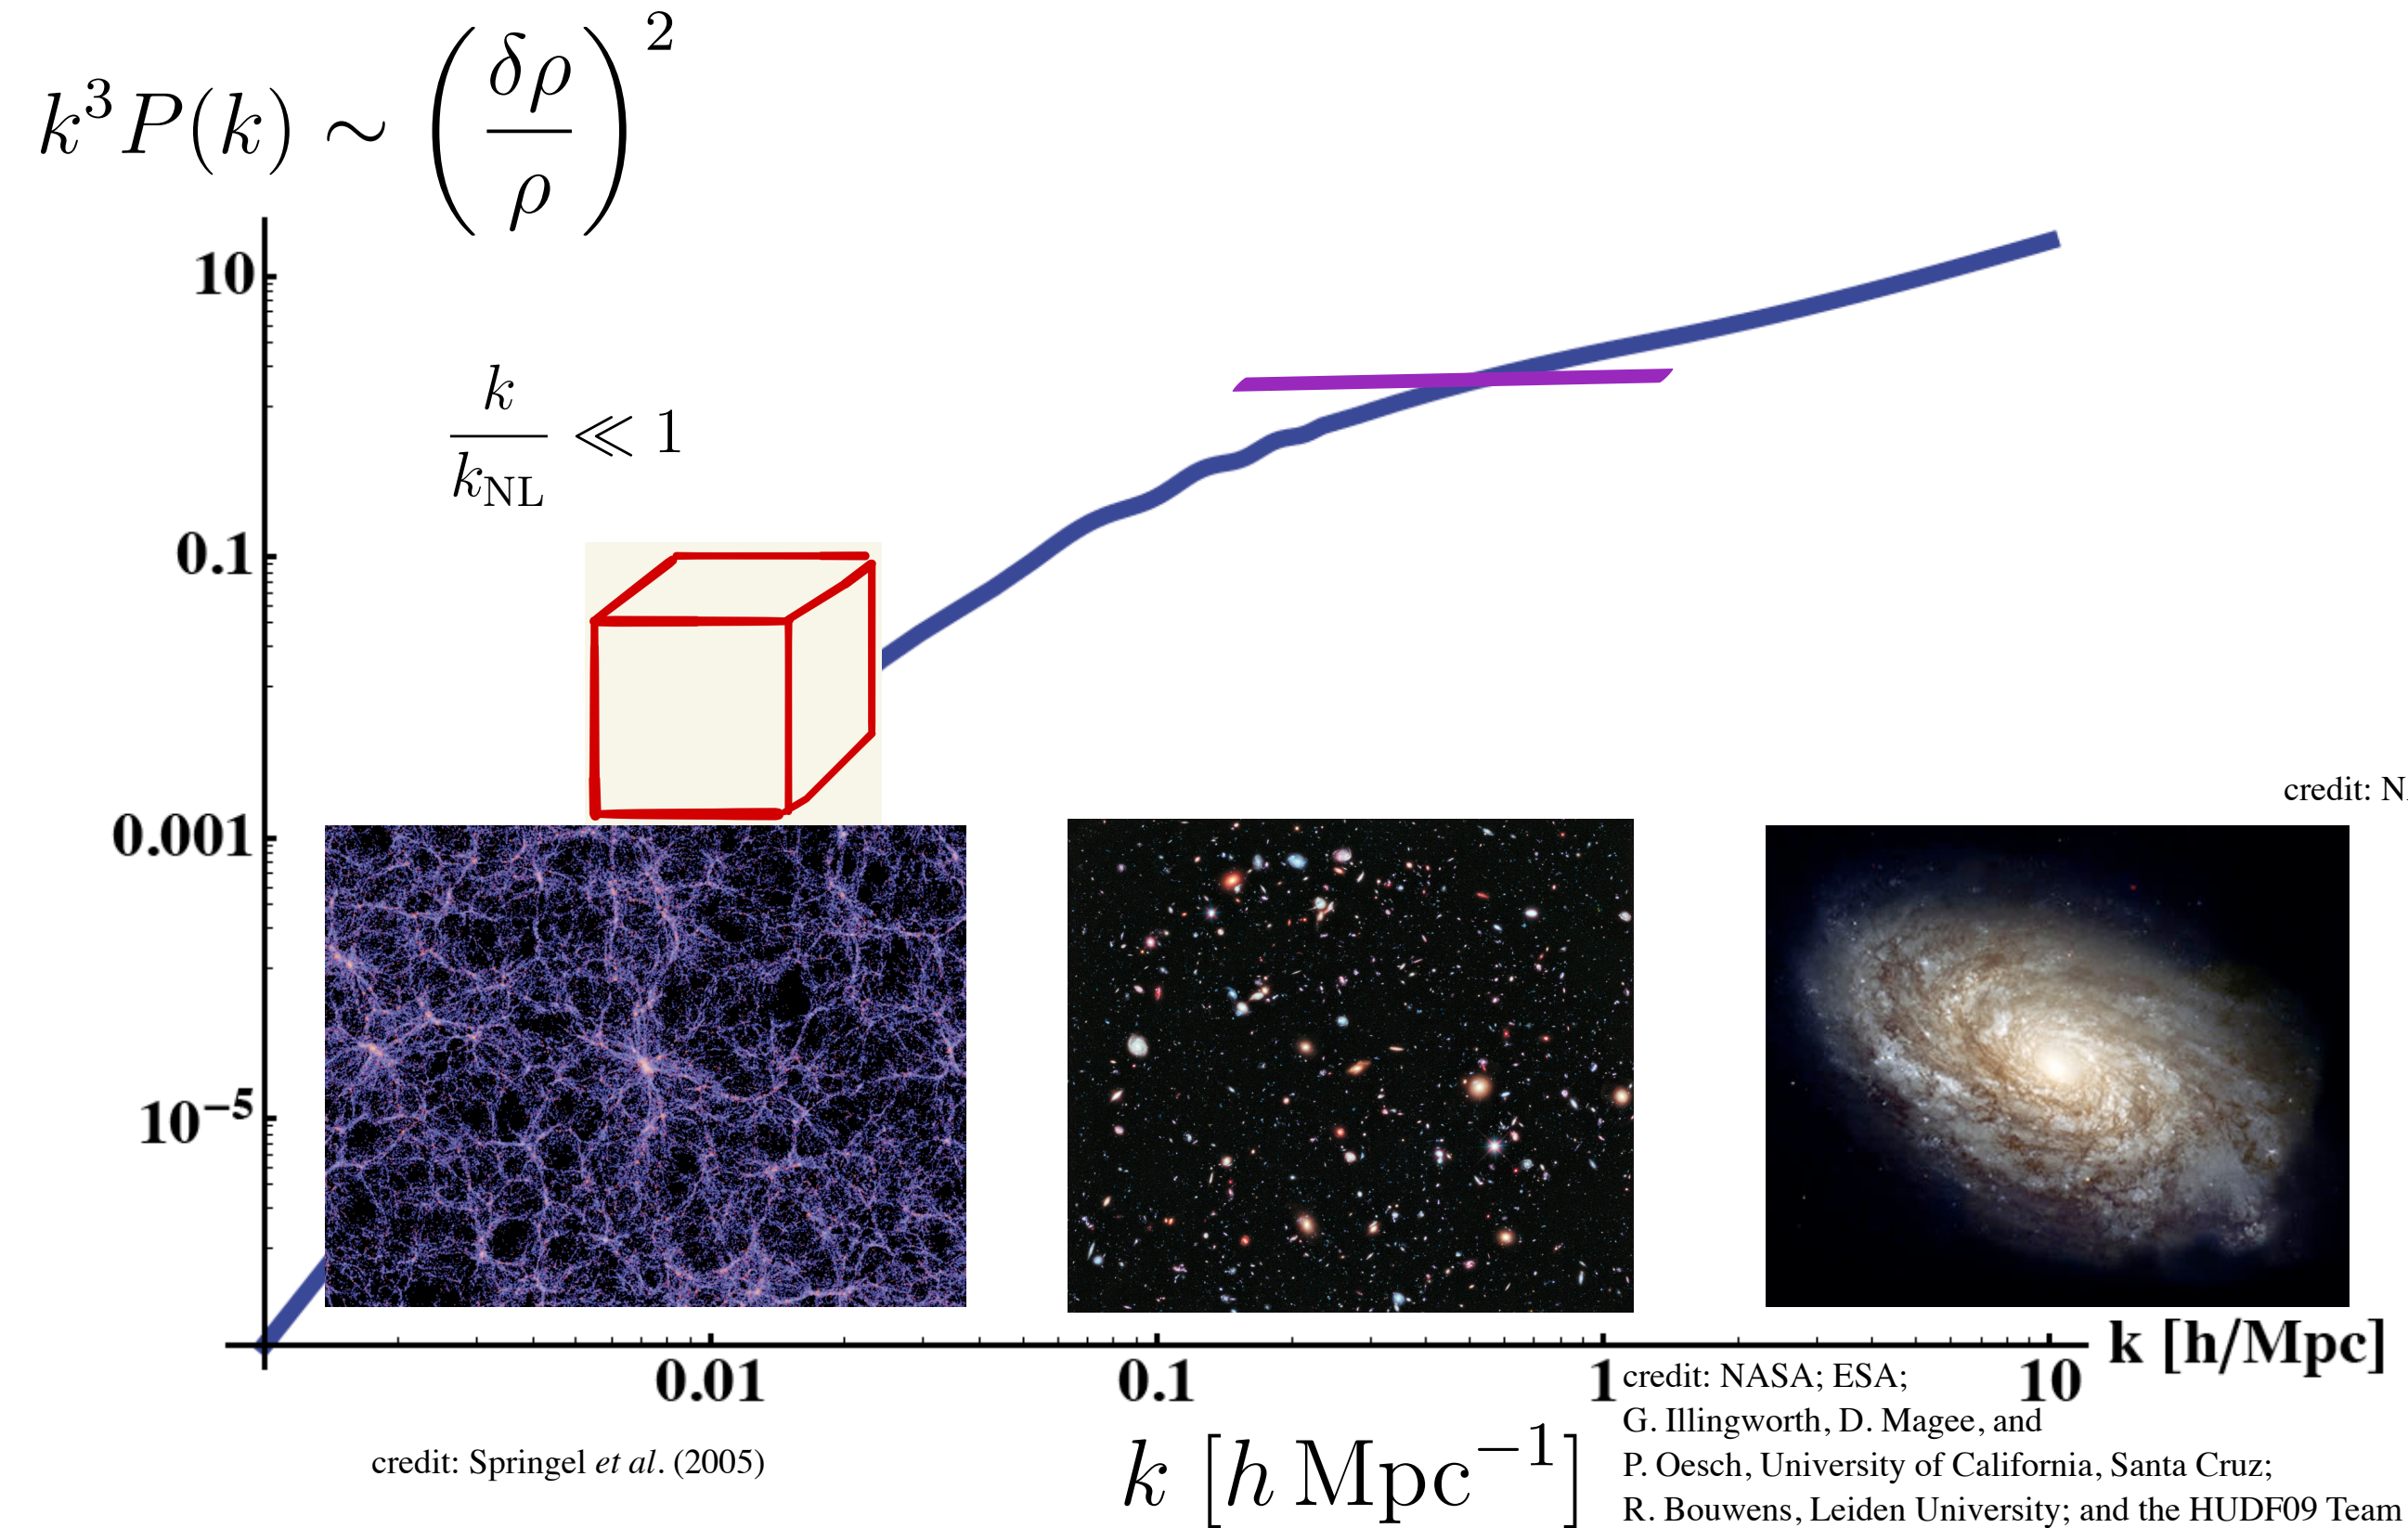 k³P(k) ∼ (δρ/ρ)²
10
k/k_NL ≪ 1
0.1
credit: N
0.001
10⁻⁵
k [h/Mpc]
0.01 0.1 1 10
credit: NASA; ESA;
G. Illingworth, D. Magee, and
credit: Springel et al. (2005)
k [h Mpc⁻¹]
P. Oesch, University of California, Santa Cruz;
R. Bouwens, Leiden University; and the HUDF09 Team